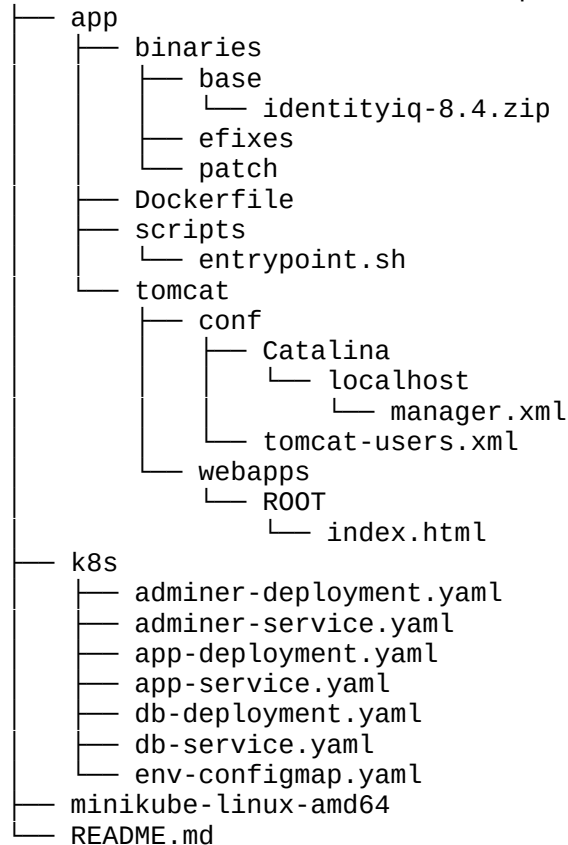 ├── app
│   ├── binaries
│   │   ├── base
│   │   │   └── identityiq-8.4.zip
│   │   ├── efixes
│   │   └── patch
│   ├── Dockerfile
│   ├── scripts
│   │   └── entrypoint.sh
│   └── tomcat
│       ├── conf
│       │   ├── Catalina
│       │   │   └── localhost
│       │   │       └── manager.xml
│       │   └── tomcat-users.xml
│       └── webapps
│           └── ROOT
│               └── index.html
├── k8s
│   ├── adminer-deployment.yaml
│   ├── adminer-service.yaml
│   ├── app-deployment.yaml
│   ├── app-service.yaml
│   ├── db-deployment.yaml
│   ├── db-service.yaml
│   └── env-configmap.yaml
├── minikube-linux-amd64
└── README.md